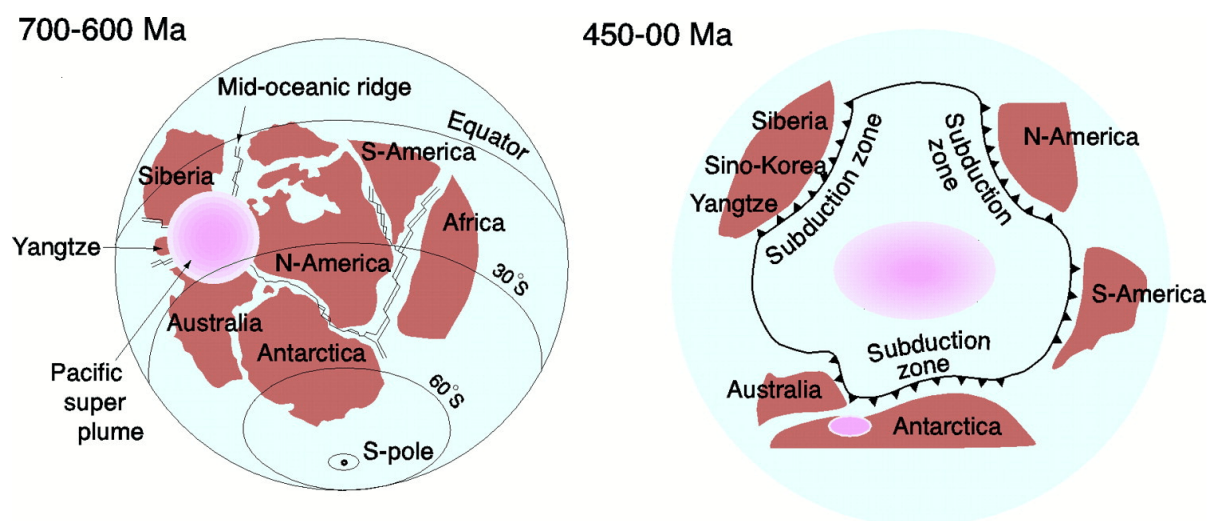 700-600 Ma
Mid-oceanic ridge
Equator
S-America
Siberia
Africa
Yangtze
N-America
30°S
Australia
Antarctica
Pacific
super
plume
60°S
S-pole
450-00 Ma
Siberia
Sino-Korea
Yangtze
Subduction zone
Subduction
zone
N-America
S-America
Subduction
zone
Australia
Antarctica